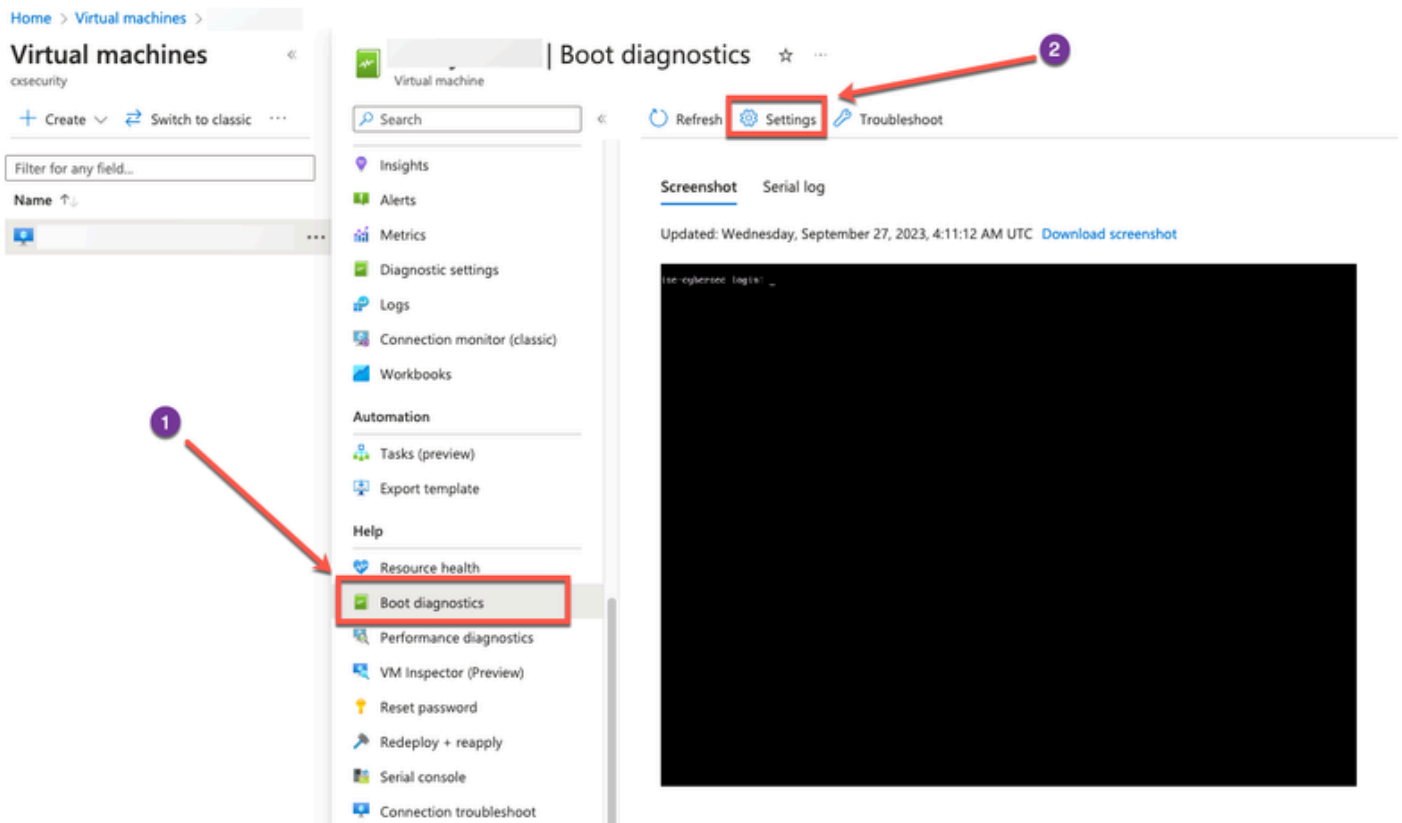 Home > Virtual machines >
Virtual machines «
cxsecurity
+ Create Switch to classic ...
Filter for any field...
Name ↑↓
...
| Boot diagnostics ☆ ...
Virtual machine
Search «
Insights
Alerts
Metrics
Diagnostic settings
Logs
Connection monitor (classic)
Workbooks
Automation
Tasks (preview)
Export template
Help
Resource health
Boot diagnostics
Performance diagnostics
VM Inspector (Preview)
Reset password
Redeploy + reapply
Serial console
Connection troubleshoot
1
2
Refresh Settings Troubleshoot
Screenshot Serial log
Updated: Wednesday, September 27, 2023, 4:11:12 AM UTC Download screenshot
ise-cybersec login: _